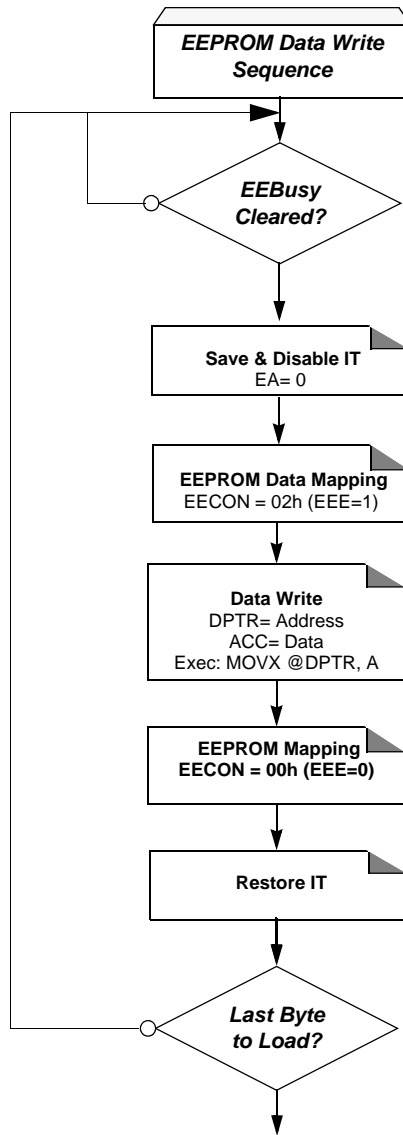 EEPROM Data Write
Sequence
EEBusy
Cleared?
Save & Disable IT
EA= 0
EEPROM Data Mapping
EECON = 02h (EEE=1)
Data Write
DPTR= Address
ACC= Data
Exec: MOVX @DPTR, A
EEPROM Mapping
EECON = 00h (EEE=0)
Restore IT
Last Byte
to Load?